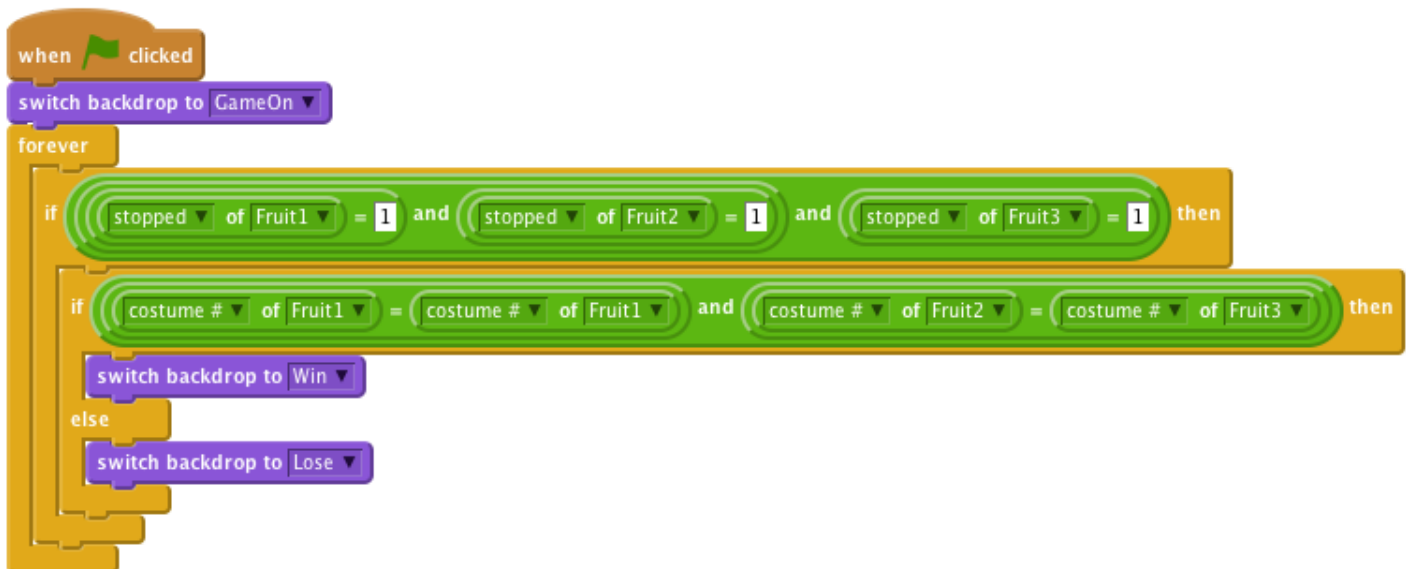 when clicked
switch backdrop to GameOn
forever
if stopped of Fruit1 = 1 and stopped of Fruit2 = 1 and stopped of Fruit3 = 1 then
if costume # of Fruit1 = costume # of Fruit1 and costume # of Fruit2 = costume # of Fruit3 then
switch backdrop to Win
else
switch backdrop to Lose